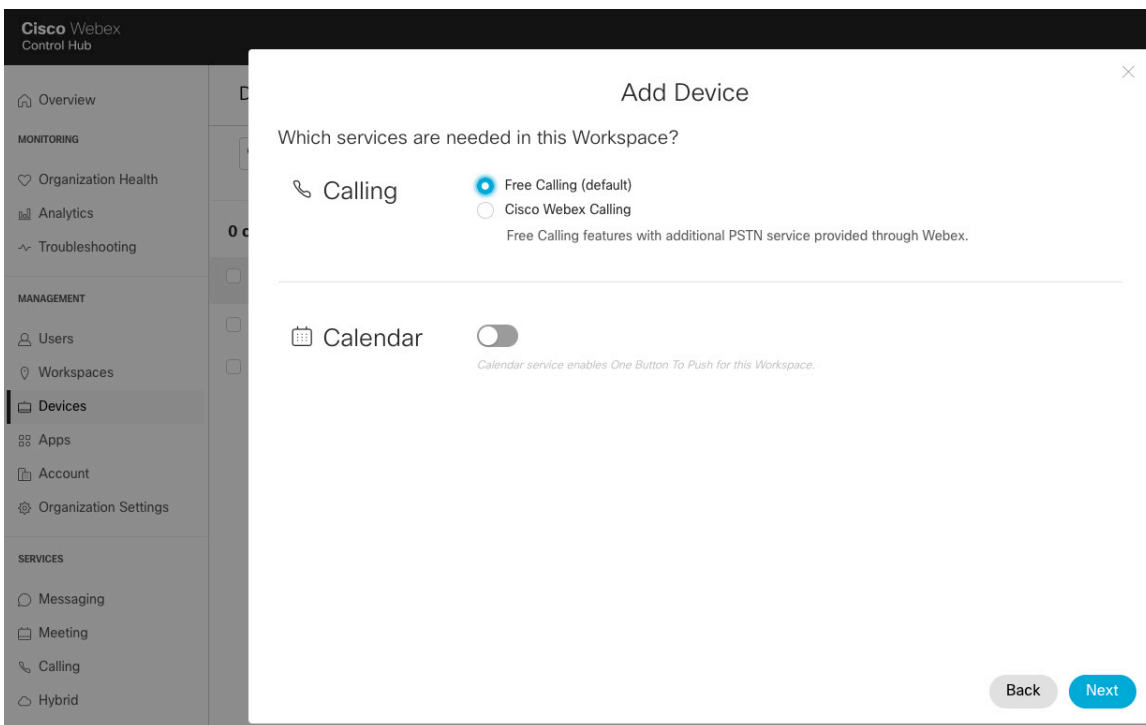 Cisco Webex
Control Hub
Overview
MONITORING
Organization Health
Analytics
Troubleshooting
MANAGEMENT
Users
Workspaces
Devices
Apps
Account
Organization Settings
SERVICES
Messaging
Meeting
Calling
Hybrid
D
0
Add Device
Which services are needed in this Workspace?
Calling
Free Calling (default)
Cisco Webex Calling
Free Calling features with additional PSTN service provided through Webex.
Calendar
Calendar service enables One Button To Push for this Workspace.
Back
Next